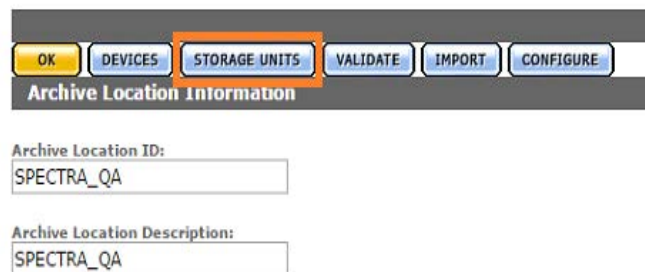 OK DEVICES STORAGE UNITS VALIDATE IMPORT CONFIGURE
Archive Location Information
Archive Location ID:
SPECTRA_QA
Archive Location Description:
SPECTRA_QA